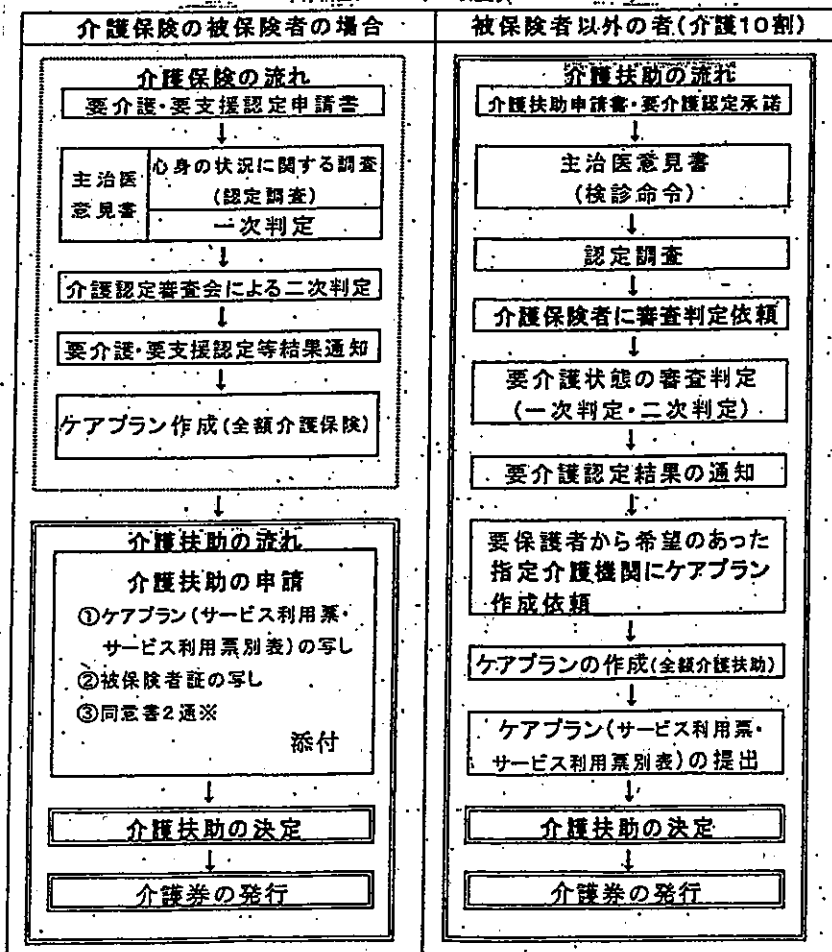 介護保険の被保険者の場合
介護保険の流れ
要介護・要支援認定申請書
↓
主治医
意見書
心身の状況に関する調査
(認定調査)
一次判定
↓
介護認定審査会による二次判定
↓
要介護・要支援認定等結果通知
↓
ケアプラン作成(全額介護保険)
↓
介護扶助の流れ
介護扶助の申請
①ケアプラン(サービス利用票・
サービス利用票別表)の写し
②被保険者証の写し
③同意書2通※
添付
↓
介護扶助の決定
↓
介護券の発行
被保険者以外の者(介護10割)
介護扶助の流れ
介護扶助申請書・要介護認定承諾
↓
主治医意見書
(検診命令)
↓
認定調査
↓
介護保険者に審査判定依頼
↓
要介護状態の審査判定
(一次判定・二次判定)
↓
要介護認定結果の通知
↓
要保護者から希望のあった
指定介護機関にケアプラン
作成依頼
↓
ケアプランの作成(全額介護扶助)
↓
ケアプラン(サービス利用票・
サービス利用票別表)の提出
↓
介護扶助の決定
↓
介護券の発行